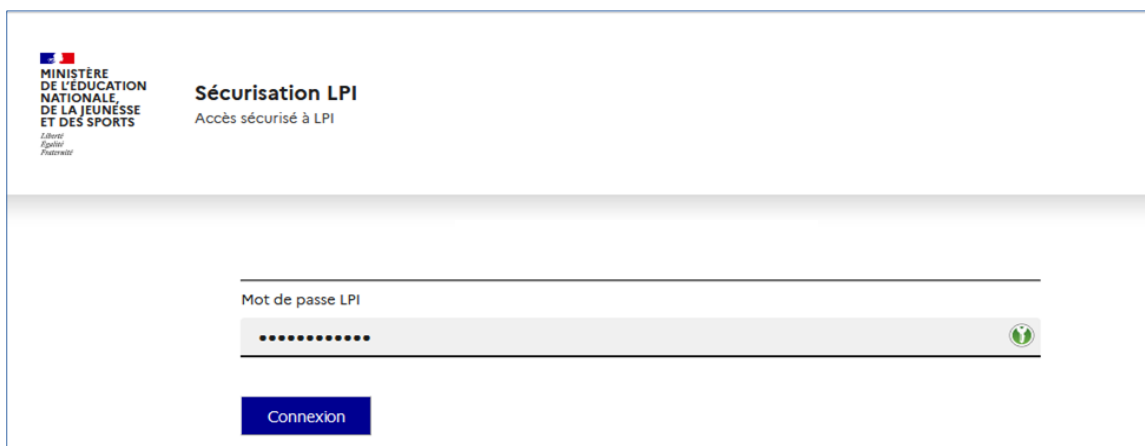 MINISTÈRE
DE L'ÉDUCATION
NATIONALE,
DE LA JEUNESSE
ET DES SPORTS
Liberté
Égalité
Fraternité
Sécurisation LPI
Accès sécurisé à LPI
Mot de passe LPI
••••••••••••
Connexion